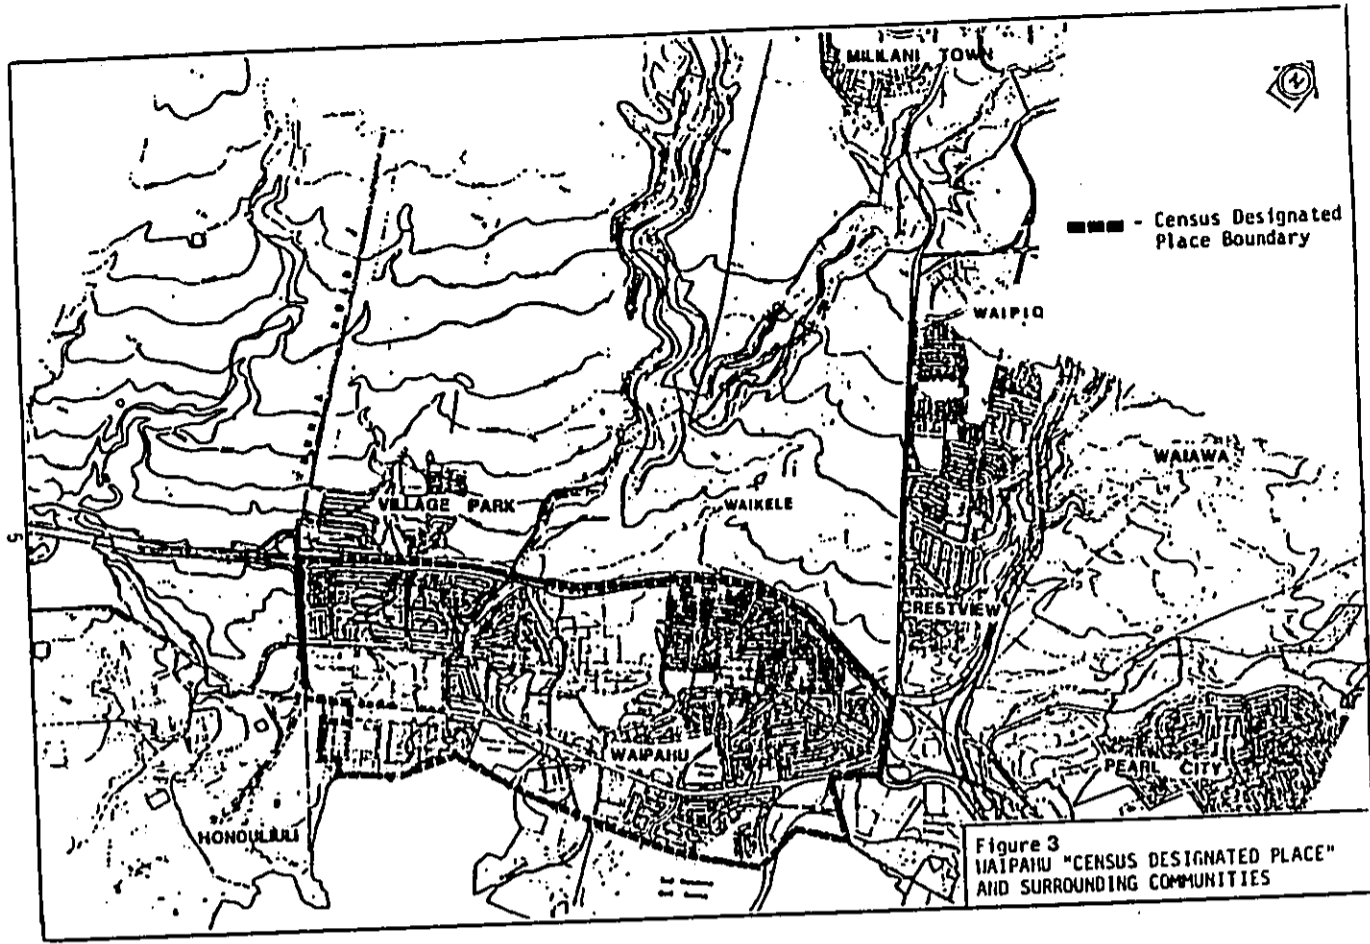 MILILANI TOWN
N
- Census Designated
Place Boundary
WAIPIO
WAIAWA
VILLAGE PARK
WAIKELE
5
CRESTVIEW
WAIPAHU
PEARL CITY
HONOULIULI
Figure 3
WAIPAHU "CENSUS DESIGNATED PLACE"
AND SURROUNDING COMMUNITIES